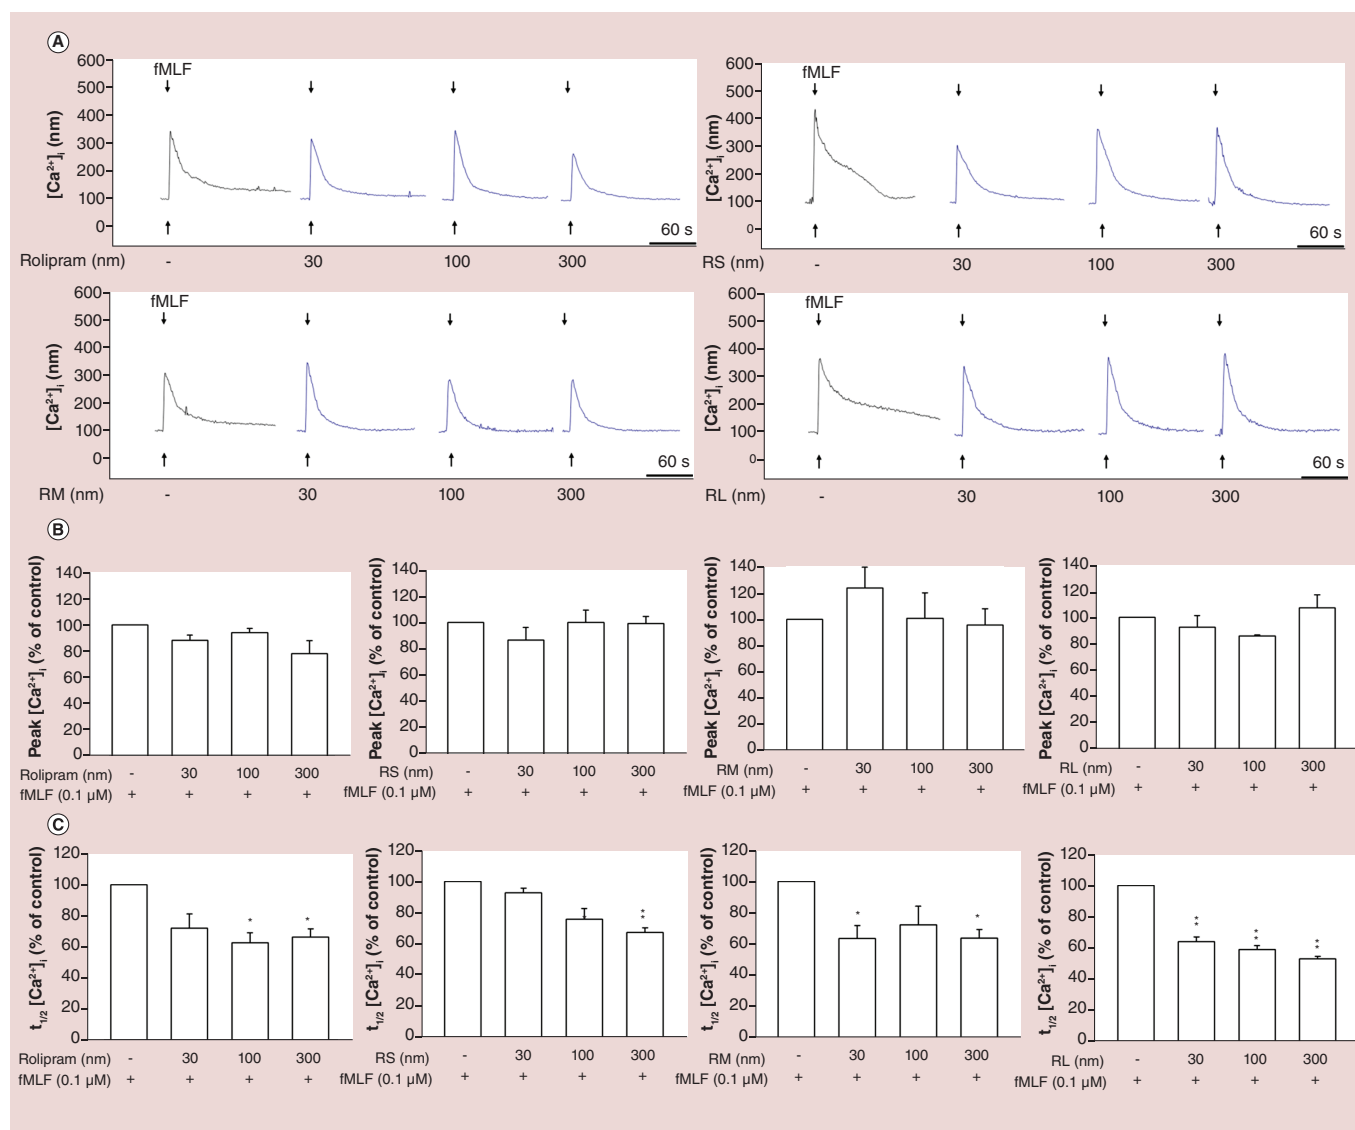 A
600
500
400
300
200
100
0
[Ca²⁺]ᵢ (nm)
fMLF
60 s
Rolipram (nm) - 30 100 300
600
500
400
300
200
100
0
[Ca²⁺]ᵢ (nm)
fMLF
60 s
RS (nm) - 30 100 300
600
500
400
300
200
100
0
[Ca²⁺]ᵢ (nm)
fMLF
60 s
RM (nm) - 30 100 300
600
500
400
300
200
100
0
[Ca²⁺]ᵢ (nm)
fMLF
60 s
RL (nm) - 30 100 300
B
Peak [Ca²⁺]ᵢ (% of control)
140
120
100
80
60
40
20
0
Rolipram (nm) - 30 100 300
fMLF (0.1 µM) + + + +
Peak [Ca²⁺]ᵢ (% of control)
140
120
100
80
60
40
20
0
RS (nm) - 30 100 300
fMLF (0.1 µM) + + + +
Peak [Ca²⁺]ᵢ (% of control)
140
120
100
80
60
40
20
0
RM (nm) - 30 100 300
fMLF (0.1 µM) + + + +
Peak [Ca²⁺]ᵢ (% of control)
140
120
100
80
60
40
20
0
RL (nm) - 30 100 300
fMLF (0.1 µM) + + + +
C
t₁/₂ [Ca²⁺]ᵢ (% of control)
120
100
80
60
40
20
0
* *
Rolipram (nm) - 30 100 300
fMLF (0.1 µM) + + + +
t₁/₂ [Ca²⁺]ᵢ (% of control)
120
100
80
60
40
20
0
* **
RS (nm) - 30 100 300
fMLF (0.1 µM) + + + +
t₁/₂ [Ca²⁺]ᵢ (% of control)
120
100
80
60
40
20
0
* *
RM (nm) - 30 100 300
fMLF (0.1 µM) + + + +
t₁/₂ [Ca²⁺]ᵢ (% of control)
120
100
80
60
40
20
0
** ** **
RL (nm) - 30 100 300
fMLF (0.1 µM) + + + +